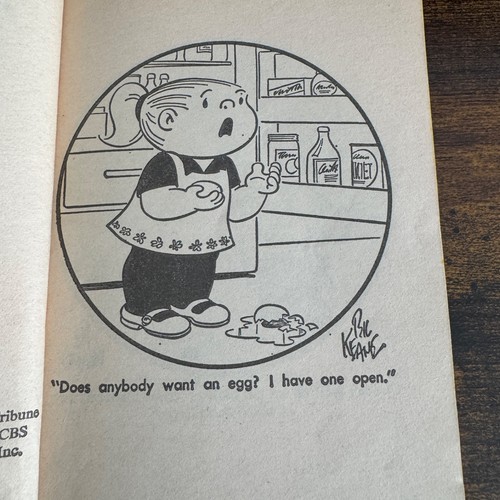 "Does anybody want an egg? I have one open."
BIL
KEANE
ribune
CBS
Inc.